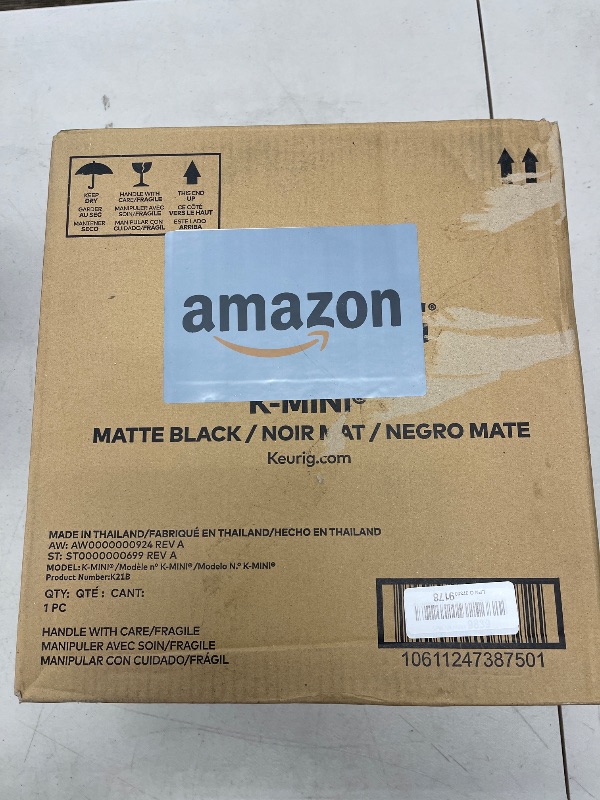 KEEP DRY
HANDLE WITH CARE/FRAGILE
THIS END UP
GARDER AU SEC
MANIPULER AVEC SOIN/FRAGILE
CE CÔTÉ VERS LE HAUT
MANTENER SECO
MANIPULAR CON CUIDADO/FRÁGIL
ESTE LADO ARRIBA
amazon
K-MINI®
MATTE BLACK / NOIR MAT / NEGRO MATE
Keurig.com
MADE IN THAILAND/FABRIQUÉ EN THAILAND/HECHO EN THAILAND
AW: AW0000000924 REV A
ST: ST0000000699 REV A
MODEL: K-MINI® /Modèle nº K-MINI® /Modelo N.º K-MINI®
Product Number:K21B
QTY: QTÉ : CANT:
1 PC
HANDLE WITH CARE/FRAGILE
MANIPULER AVEC SOIN/FRAGILE
MANIPULAR CON CUIDADO/FRÁGIL
10611247387501